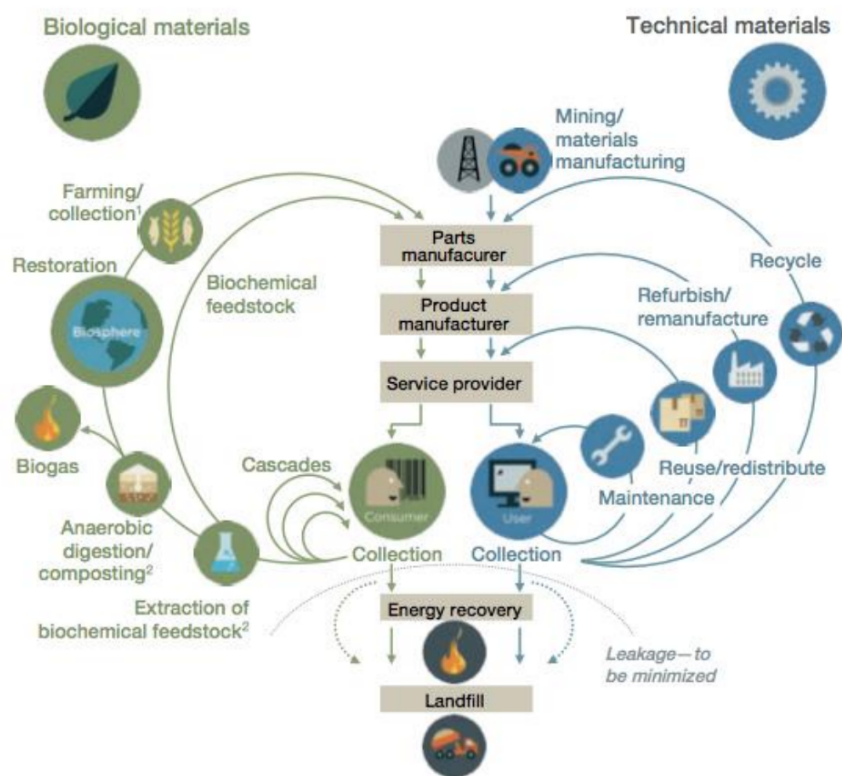 Biological materials
Technical materials
Mining/
materials
manufacturing
Farming/
collection¹
Restoration
Biosphere
Biochemical
feedstock
Parts
manufacurer
Product
manufacturer
Service provider
Recycle
Refurbish/
remanufacture
Reuse/redistribute
Maintenance
Biogas
Cascades
Consumer
User
Anaerobic
digestion/
composting²
Collection
Collection
Extraction of
biochemical feedstock²
Energy recovery
Leakage—to
be minimized
Landfill